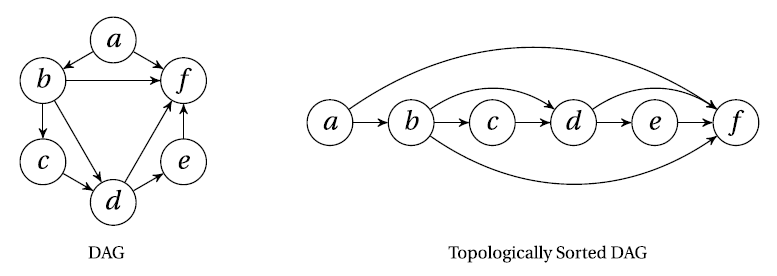 a
b f
c e
d
a b c d e f
DAG
Topologically Sorted DAG